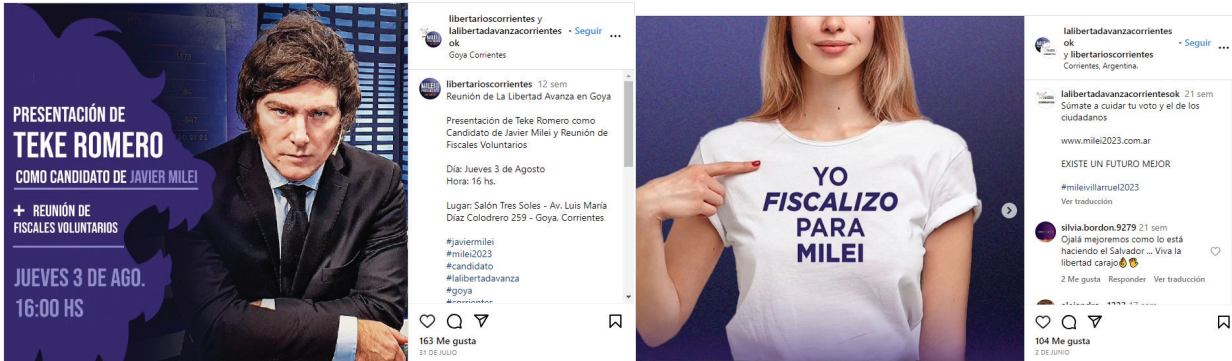 PRESENTACIÓN DE
TEKE ROMERO
COMO CANDIDATO DE JAVIER MILEI
+ REUNIÓN DE
FISCALES VOLUNTARIOS
JUEVES 3 DE AGO.
16:00 HS
libertarioscorrientes y
lalibertadavanzacorrientes
ok
• Seguir
...
Goya Corrientes
libertarioscorrientes 12 sem
Reunión de La Libertad Avanza en Goya
Presentación de Teke Romero como
Candidato de Javier Milei y Reunión de
Fiscales Voluntarios
Día: Jueves 3 de Agosto
Hora: 16 hs.
Lugar: Salón Tres Soles - Av. Luis María
Díaz Colodrero 259 - Goya, Corrientes
#javiermilei
#milei2023
#candidato
#lalibertadavanza
#goya
#corrientes
163 Me gusta
31 DE JULIO
YO
FISCALIZO
PARA
MILEI
lalibertadavanzacorrientes
ok
y libertarioscorrientes
• Seguir
...
Corrientes, Argentina.
lalibertadavanzacorrientesok 21 sem
Súmate a cuidar tu voto y el de los
ciudadanos
www.milei2023.com.ar
EXISTE UN FUTURO MEJOR
#mileivillarruel2023
Ver traducción
silvia.bordon.9279 21 sem
Ojalá mejoremos como lo está
haciendo el Salvador ... Viva la
libertad carajo
2 Me gusta Responder Ver traducción
104 Me gusta
2 DE JUNIO